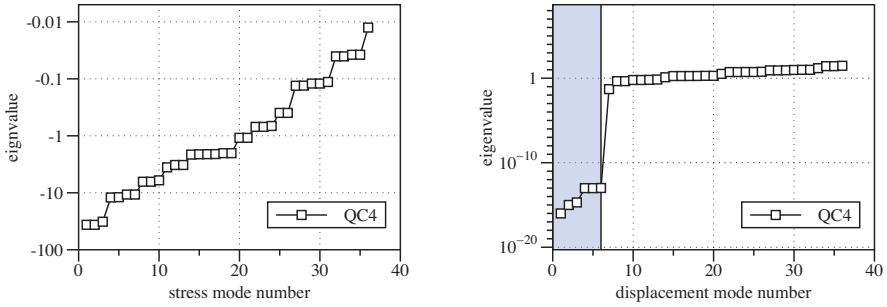 -0.01
-0.1
-1
-10
-100
eignvalue
QC4
0 10 20 30 40
stress mode number
1
10⁻¹⁰
10⁻²⁰
eigenvalue
QC4
0 10 20 30 40
displacement mode number